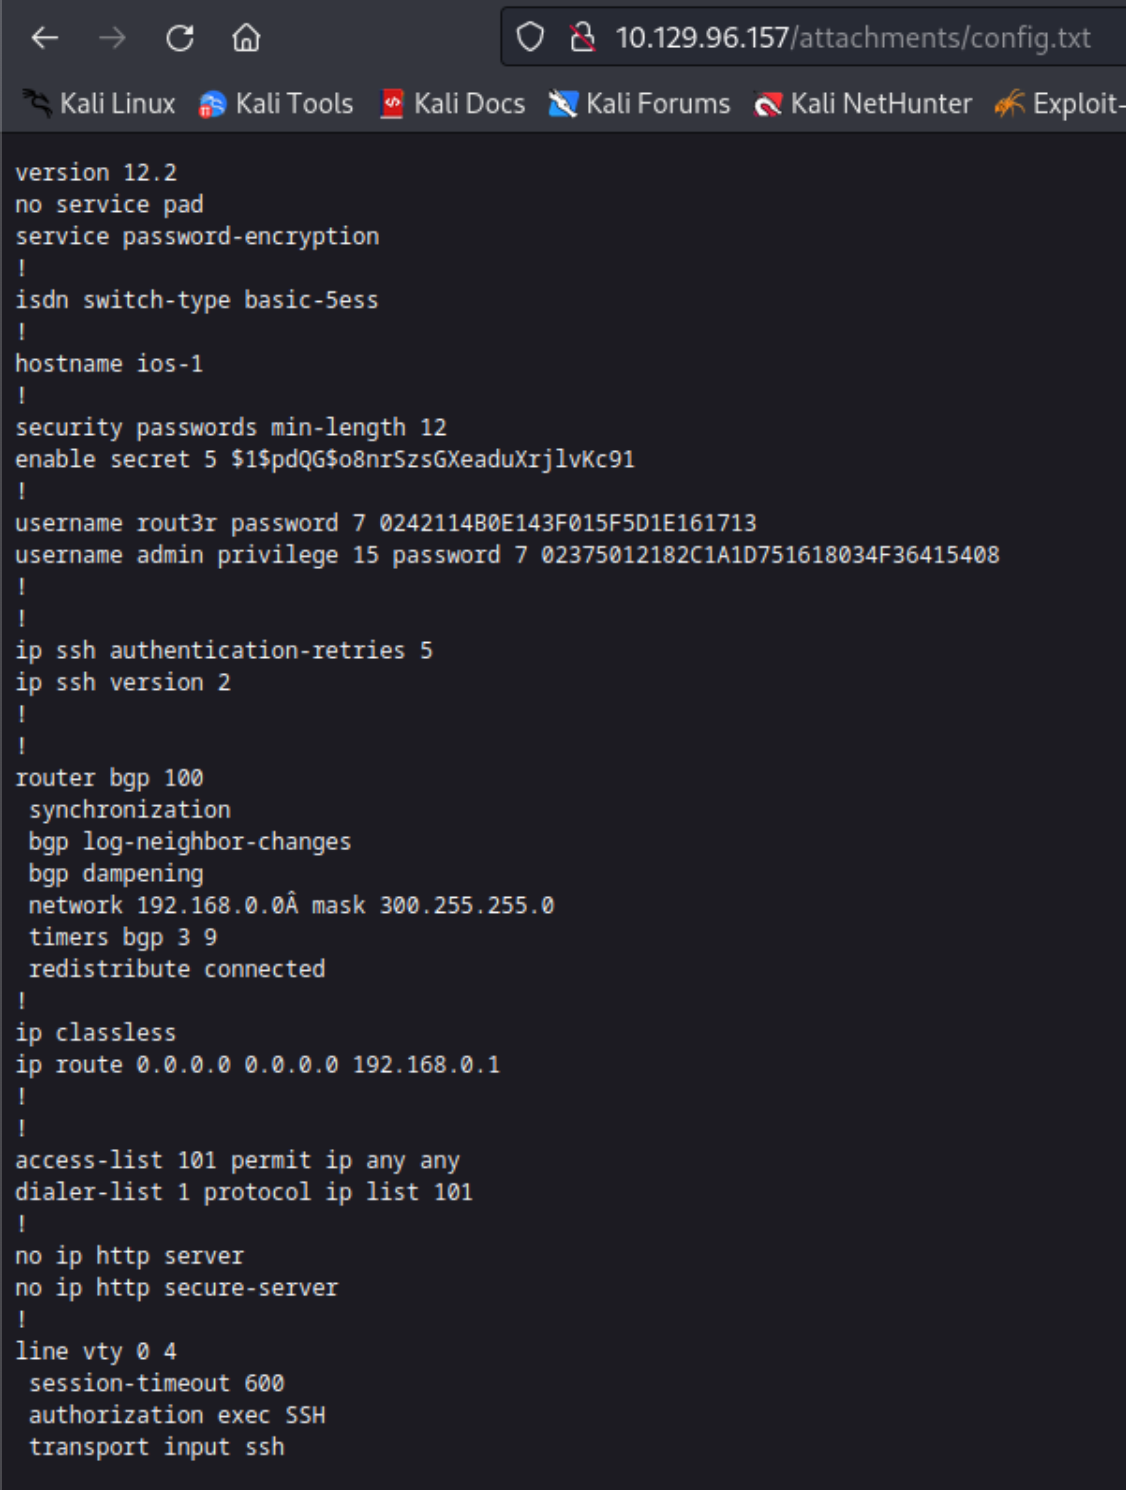 10.129.96.157/attachments/config.txt
Kali Linux Kali Tools Kali Docs Kali Forums Kali NetHunter Exploit-
version 12.2
no service pad
service password-encryption
!
isdn switch-type basic-5ess
!
hostname ios-1
!
security passwords min-length 12
enable secret 5 $1$pdQG$o8nrSzsGXeaduXrjlvKc91
!
username rout3r password 7 0242114B0E143F015F5D1E161713
username admin privilege 15 password 7 02375012182C1A1D751618034F36415408
!
!
ip ssh authentication-retries 5
ip ssh version 2
!
!
router bgp 100
 synchronization
 bgp log-neighbor-changes
 bgp dampening
 network 192.168.0.0Â mask 300.255.255.0
 timers bgp 3 9
 redistribute connected
!
ip classless
ip route 0.0.0.0 0.0.0.0 192.168.0.1
!
!
access-list 101 permit ip any any
dialer-list 1 protocol ip list 101
!
no ip http server
no ip http secure-server
!
line vty 0 4
 session-timeout 600
 authorization exec SSH
 transport input ssh